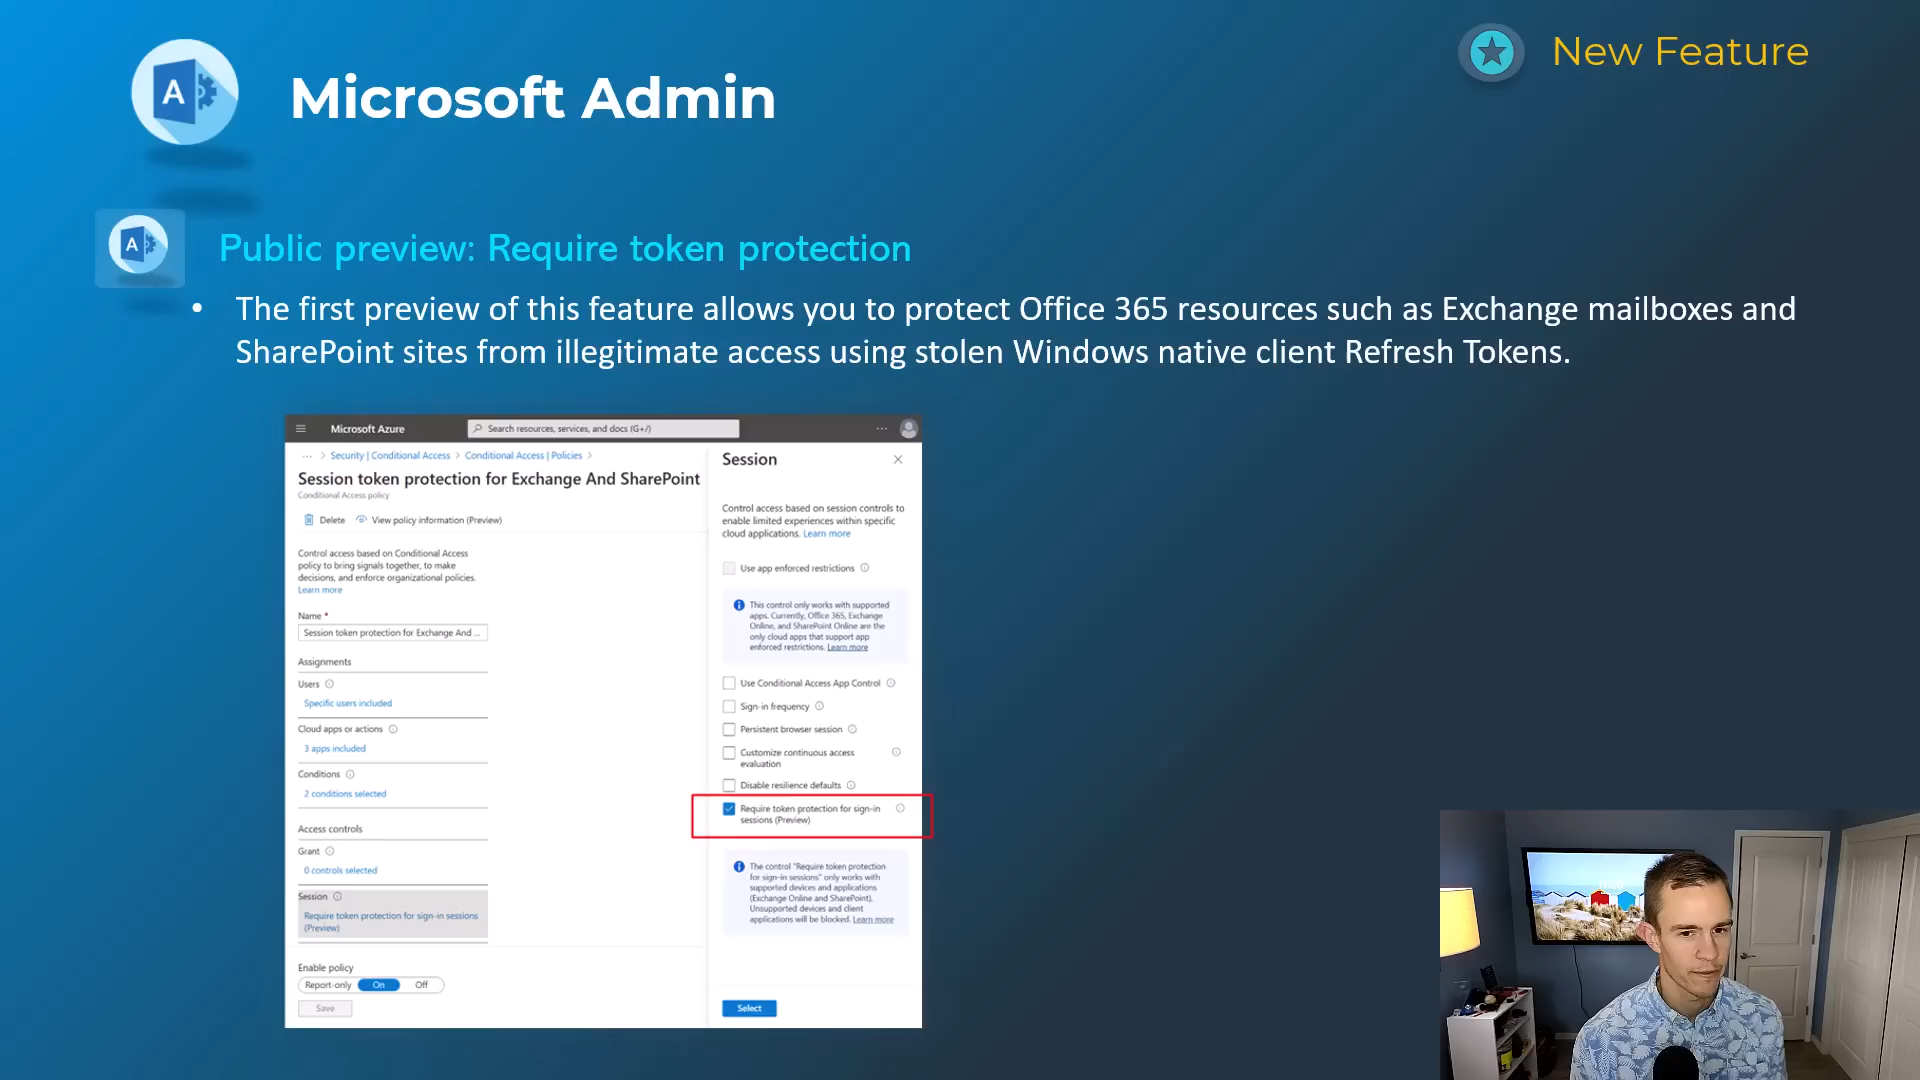 New Feature
Microsoft Admin
A
A
Public preview: Require token protection
• The first preview of this feature allows you to protect Office 365 resources such as Exchange mailboxes and
SharePoint sites from illegitimate access using stolen Windows native client Refresh Tokens.
Microsoft Azure
Search resources, services, and docs (G+/)
... > Security | Conditional Access > Conditional Access | Policies >
Session token protection for Exchange And SharePoint
Conditional Access policy
Delete
View policy information (Preview)
Control access based on Conditional Access
policy to bring signals together, to make
decisions, and enforce organizational policies.
Learn more
Name *
Session token protection for Exchange And ...
Assignments
Users
Specific users included
Cloud apps or actions
3 apps included
Conditions
2 conditions selected
Access controls
Grant
0 controls selected
Session
Require token protection for sign-in sessions
(Preview)
Enable policy
Report-only On Off
Save
Session
Control access based on session controls to
enable limited experiences within specific
cloud applications. Learn more
Use app enforced restrictions
This control only works with supported
apps. Currently, Office 365, Exchange
Online, and SharePoint Online are the
only cloud apps that support app
enforced restrictions. Learn more
Use Conditional Access App Control
Sign-in frequency
Persistent browser session
Customize continuous access
evaluation
Disable resilience defaults
Require token protection for sign-in
sessions (Preview)
The control "Require token protection
for sign-in sessions" only works with
supported devices and applications
(Exchange Online and SharePoint).
Unsupported devices and client
applications will be blocked. Learn more
Select